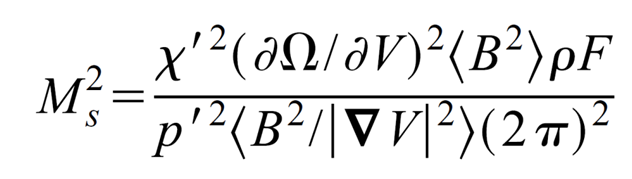 M_s^2 = \frac{\chi'^2 (\partial\Omega/\partial V)^2 \langle B^2 \rangle \rho F}{p'^2 \langle B^2/|\nabla V|^2 \rangle (2\pi)^2}